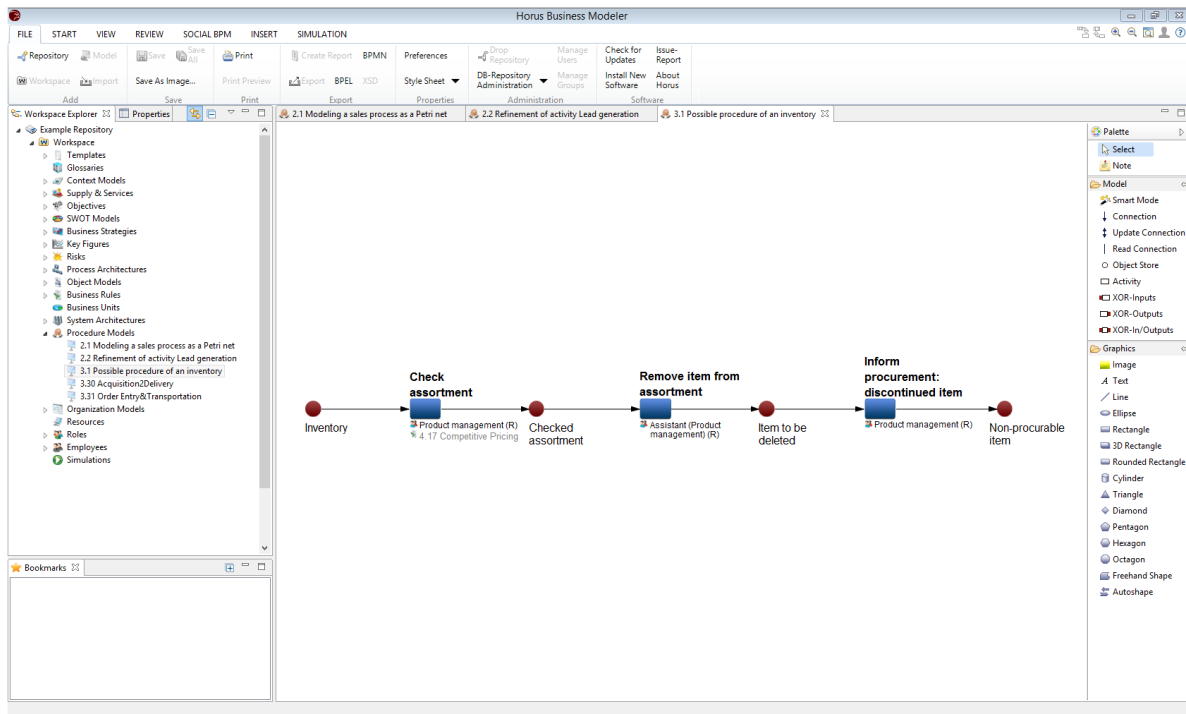 Horus Business Modeler
FILE START VIEW REVIEW SOCIAL BPM INSERT SIMULATION
Repository Model Save Save All Print Create Report BPMN Preferences Drop Repository Manage Users Check for Updates Issue-Report
Workspace Import Save As Image... Print Preview Export BPEL XSD Style Sheet DB-Repository Administration Manage Groups Install New Software About Horus
Add Save Print Export Properties Administration Software
Workspace Explorer Properties
2.1 Modeling a sales process as a Petri net 2.2 Refinement of activity Lead generation 3.1 Possible procedure of an inventory
Example Repository
Workspace
Templates
Glossaries
Context Models
Supply & Services
Objectives
SWOT Models
Business Strategies
Key Figures
Risks
Process Architectures
Object Models
Business Rules
Business Units
System Architectures
Procedure Models
2.1 Modeling a sales process as a Petri net
2.2 Refinement of activity Lead generation
3.1 Possible procedure of an inventory
3.30 Acquisition2Delivery
3.31 Order Entry&Transportation
Organization Models
Resources
Roles
Employees
Simulations
Bookmarks
Inventory
Check
assortment
Product management (R)
4.17 Competitive Pricing
Checked
assortment
Remove item from
assortment
Assistant (Product
management) (R)
Item to be
deleted
Inform
procurement:
discontinued item
Product management (R)
Non-procurable
item
Palette
Select
Note
Model
Smart Mode
Connection
Update Connection
Read Connection
Object Store
Activity
XOR-Inputs
XOR-Outputs
XOR-In/Outputs
Graphics
Image
Text
Line
Ellipse
Rectangle
3D Rectangle
Rounded Rectangle
Cylinder
Triangle
Diamond
Pentagon
Hexagon
Octagon
Freehand Shape
Autoshape